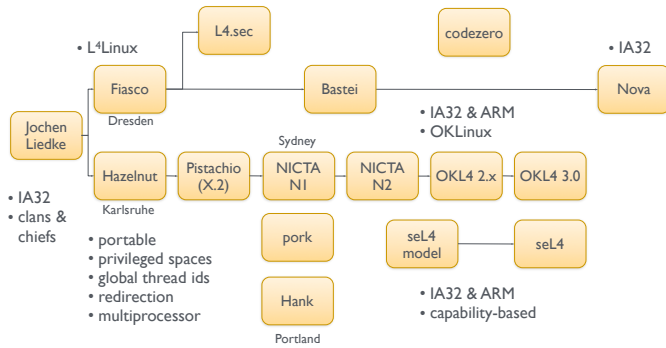 L4.sec
codezero
• L⁴Linux
• IA32
Fiasco
Bastei
Nova
Dresden
Jochen
Liedke
• IA32 & ARM
• OKLinux
Sydney
Hazelnut
Pistachio
(X.2)
NICTA
N1
NICTA
N2
OKL4 2.x
OKL4 3.0
Karlsruhe
• IA32
• clans &
chiefs
• portable
• privileged spaces
• global thread ids
• redirection
• multiprocessor
pork
seL4
model
seL4
Hank
• IA32 & ARM
• capability-based
Portland